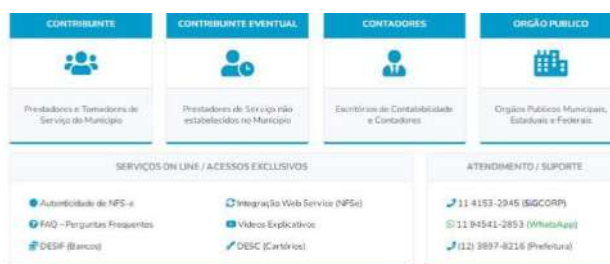 CONTRIBUINTE
CONTRIBUINTE EVENTUAL
CONTADORES
ORGÃO PUBLICO
Prestadores e Tomadores de
Serviço do Município
Prestadores de Serviço não
estabelecidos no Município
Escritórios de Contabilidade
e Contadores
Orgãos Publicos Municipais,
Estaduais e Federais
SERVIÇOS ON LINE / ACESSOS EXCLUSIVOS
ATENDIMENTO / SUPORTE
Autenticidade de NFS-e
Integração Web Service (NFSe)
11 4153-2945 (SIGCORP)
FAQ - Perguntas Frequentes
Vídeos Explicativos
11 94541-2853 (WhatsApp)
DESIF (Bancos)
DESC (Cartórios)
(12) 3897-8216 (Prefeitura)